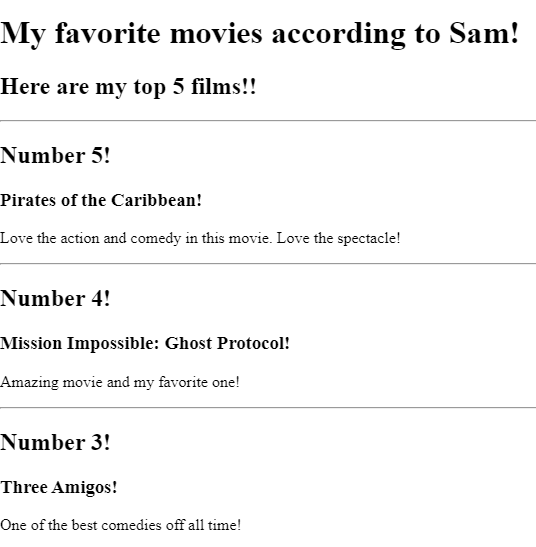 My favorite movies according to Sam!
Here are my top 5 films!!
Number 5!
Pirates of the Caribbean!
Love the action and comedy in this movie. Love the spectacle!
Number 4!
Mission Impossible: Ghost Protocol!
Amazing movie and my favorite one!
Number 3!
Three Amigos!
One of the best comedies off all time!